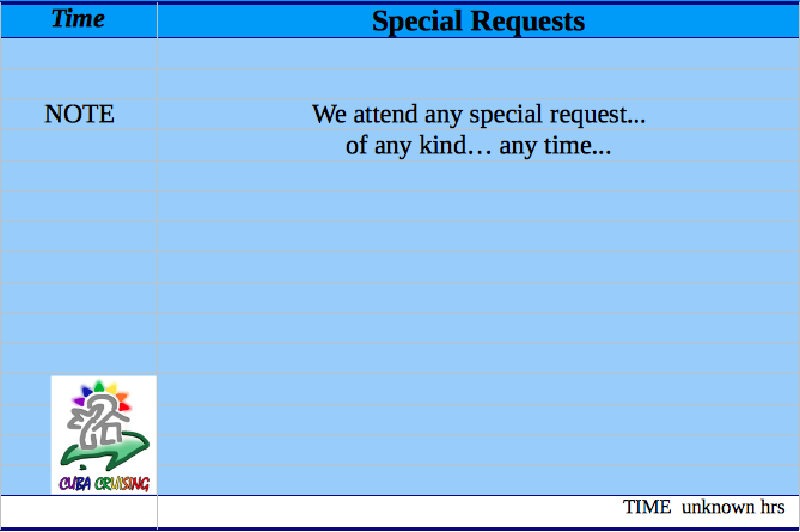 Time Special Requests
NOTE We attend any special request...
of any kind… any time...
CUBA CRUISING
TIME unknown hrs